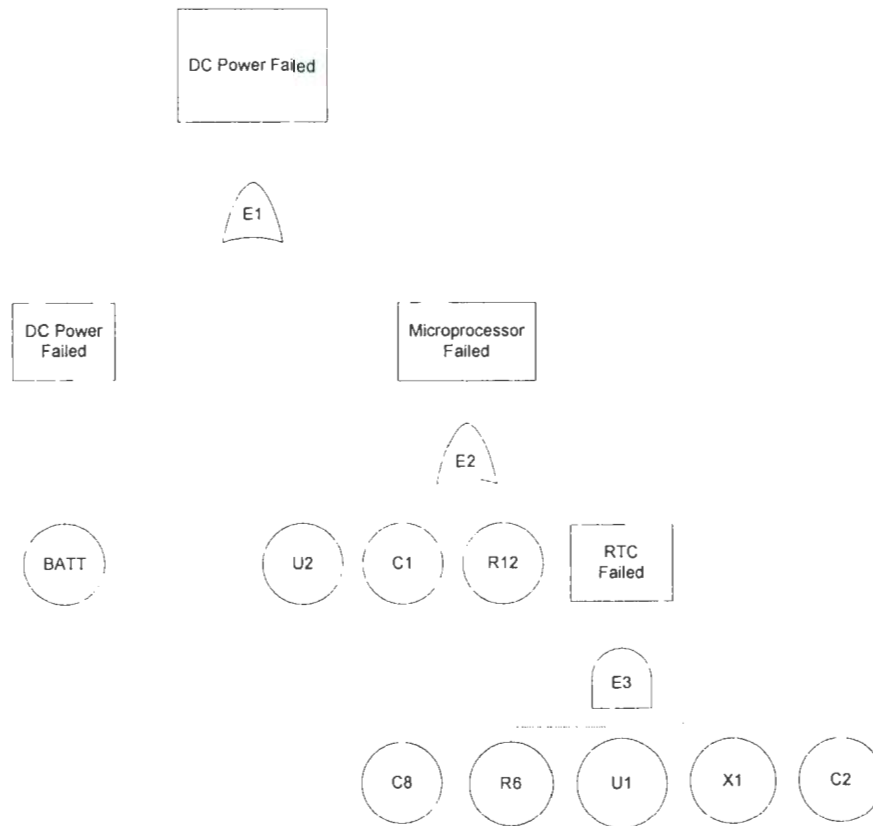 DC Power Failed
E1
DC Power
Failed
Microprocessor
Failed
E2
BATT
U2
C1
R12
RTC
Failed
E3
C8
R6
U1
X1
C2